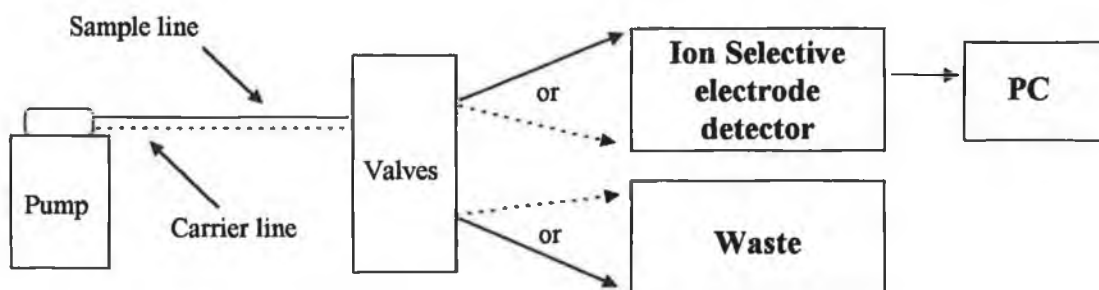 Sample line
Ion Selective
electrode
detector
or
PC
Valves
Pump
Carrier line
or
Waste